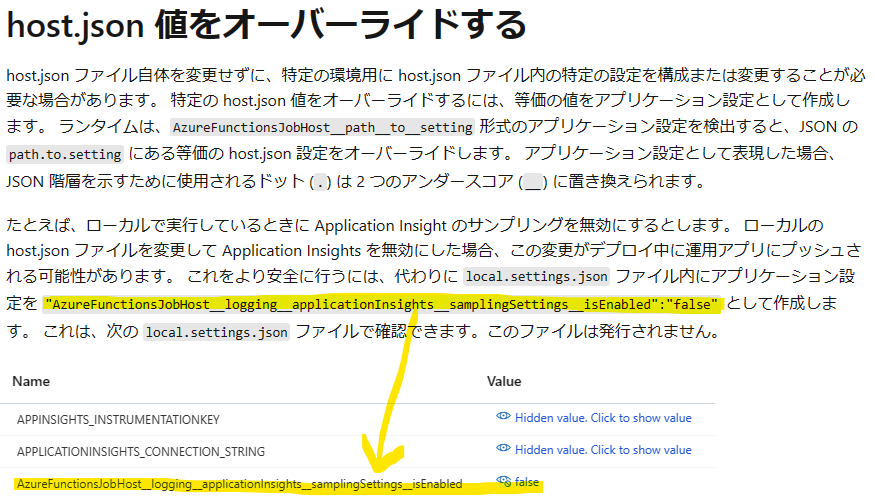 host.json 値をオーバーライドする
host.json ファイル自体を変更せずに、特定の環境用に host.json ファイル内の特定の設定を構成または変更することが必
要な場合があります。 特定の host.json 値をオーバーライドするには、等価の値をアプリケーション設定として作成し
ます。 ランタイムは、 AzureFunctionsJobHost__path__to__setting 形式のアプリケーション設定を検出すると、JSON の
path.to.setting にある等価の host.json 設定をオーバーライドします。 アプリケーション設定として表現した場合、
JSON 階層を示すために使用されるドット (.) は 2 つのアンダースコア (__) に置き換えられます。
たとえば、ローカルで実行しているときに Application Insight のサンプリングを無効にするとします。 ローカルの
host.json ファイルを変更して Application Insights を無効にした場合、この変更がデプロイ中に運用アプリにプッシュさ
れる可能性があります。 これをより安全に行うには、代わりに local.settings.json ファイル内にアプリケーション設
定を "AzureFunctionsJobHost__logging__applicationInsights__samplingSettings__isEnabled":"false" として作成しま
す。 これは、次の local.settings.json ファイルで確認できます。このファイルは発行されません。
Name Value
APPINSIGHTS_INSTRUMENTATIONKEY Hidden value. Click to show value
APPLICATIONINSIGHTS_CONNECTION_STRING Hidden value. Click to show value
AzureFunctionsJobHost__logging__applicationInsights__samplingSettings__isEnabled false